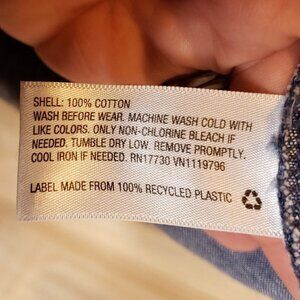 SHELL: 100% COTTON
WASH BEFORE WEAR. MACHINE WASH COLD WITH
LIKE COLORS. ONLY NON-CHLORINE BLEACH IF
NEEDED. TUMBLE DRY LOW. REMOVE PROMPTLY.
COOL IRON IF NEEDED. RN17730 VN1119796
LABEL MADE FROM 100% RECYCLED PLASTIC